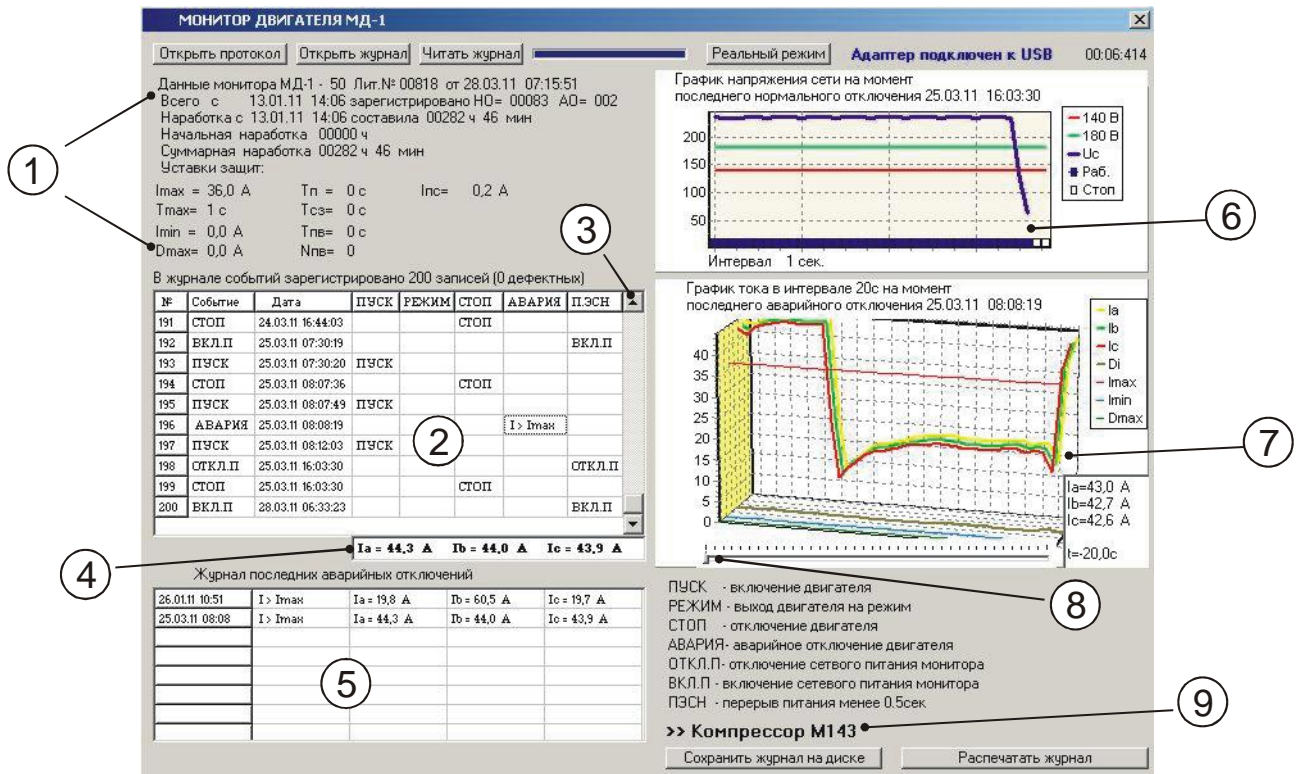 МОНИТОР ДВИГАТЕЛЯ МД-1
Открыть протокол Открыть журнал Читать журнал Реальный режим Адаптер подключен к USB 00:06:414
Данные монитора МД-1 - 50 Лит.№ 00818 от 28.03.11 07:15:51
Всего с 13.01.11 14:06 зарегистрировано НО= 00083 АО= 002
Наработка с 13.01.11 14:06 составила 00282 ч 46 мин
Начальная наработка 00000 ч
Суммарная наработка 00282 ч 46 мин
Уставки защит:
Imax = 36,0 А Тп = 0 с Iпс= 0,2 А
Tmax= 1 с Тсз= 0 с
Imin = 0,0 А Тпв= 0 с
Dmax= 0,0 А Nпв= 0
1
3
В журнале событий зарегистрировано 200 записей (0 дефектных)
№ Событие Дата ПУСК РЕЖИМ СТОП АВАРИЯ П.ЭСН
191 СТОП 24.03.11 16:44:03 СТОП
192 ВКЛ.П 25.03.11 07:30:19 ВКЛ.П
193 ПУСК 25.03.11 07:30:20 ПУСК
194 СТОП 25.03.11 08:07:36 СТОП
195 ПУСК 25.03.11 08:07:49 ПУСК
196 АВАРИЯ 25.03.11 08:08:19 I> Imax
197 ПУСК 25.03.11 08:12:03 ПУСК
198 ОТКЛ.П 25.03.11 16:03:30 ОТКЛ.П
199 СТОП 25.03.11 16:03:30 СТОП
200 ВКЛ.П 28.03.11 06:33:23 ВКЛ.П
2
Ia = 44,3 А Ib = 44,0 А Ic = 43,9 А
4
Журнал последних аварийных отключений
26.01.11 10:51 I> Imax Ia = 19,8 А Ib = 60,5 А Ic = 19,7 А
25.03.11 08:08 I> Imax Ia = 44,3 А Ib = 44,0 А Ic = 43,9 А
5
График напряжения сети на момент
последнего нормального отключения 25.03.11 16:03:30
200
150
100
50
140 В
180 В
Uc
Раб.
Стоп
6
Интервал 1 сек.
График тока в интервале 20с на момент
последнего аварийного отключения 25.03.11 08:08:19
40
35
30
25
20
15
10
5
0
Ia
Ib
Ic
Di
Imax
Imin
Dmax
7
Ia=43,0 А
Ib=42,7 А
Ic=42,6 А
t=-20,0с
8
ПУСК - включение двигателя
РЕЖИМ - выход двигателя на режим
СТОП - отключение двигателя
АВАРИЯ- аварийное отключение двигателя
ОТКЛ.П- отключение сетвого питания монитора
ВКЛ.П - включение сетевого питания монитора
ПЭСН - перерыв питания менее 0.5сек
9
>> Компрессор М143
Сохранить журнал на диске Распечатать журнал